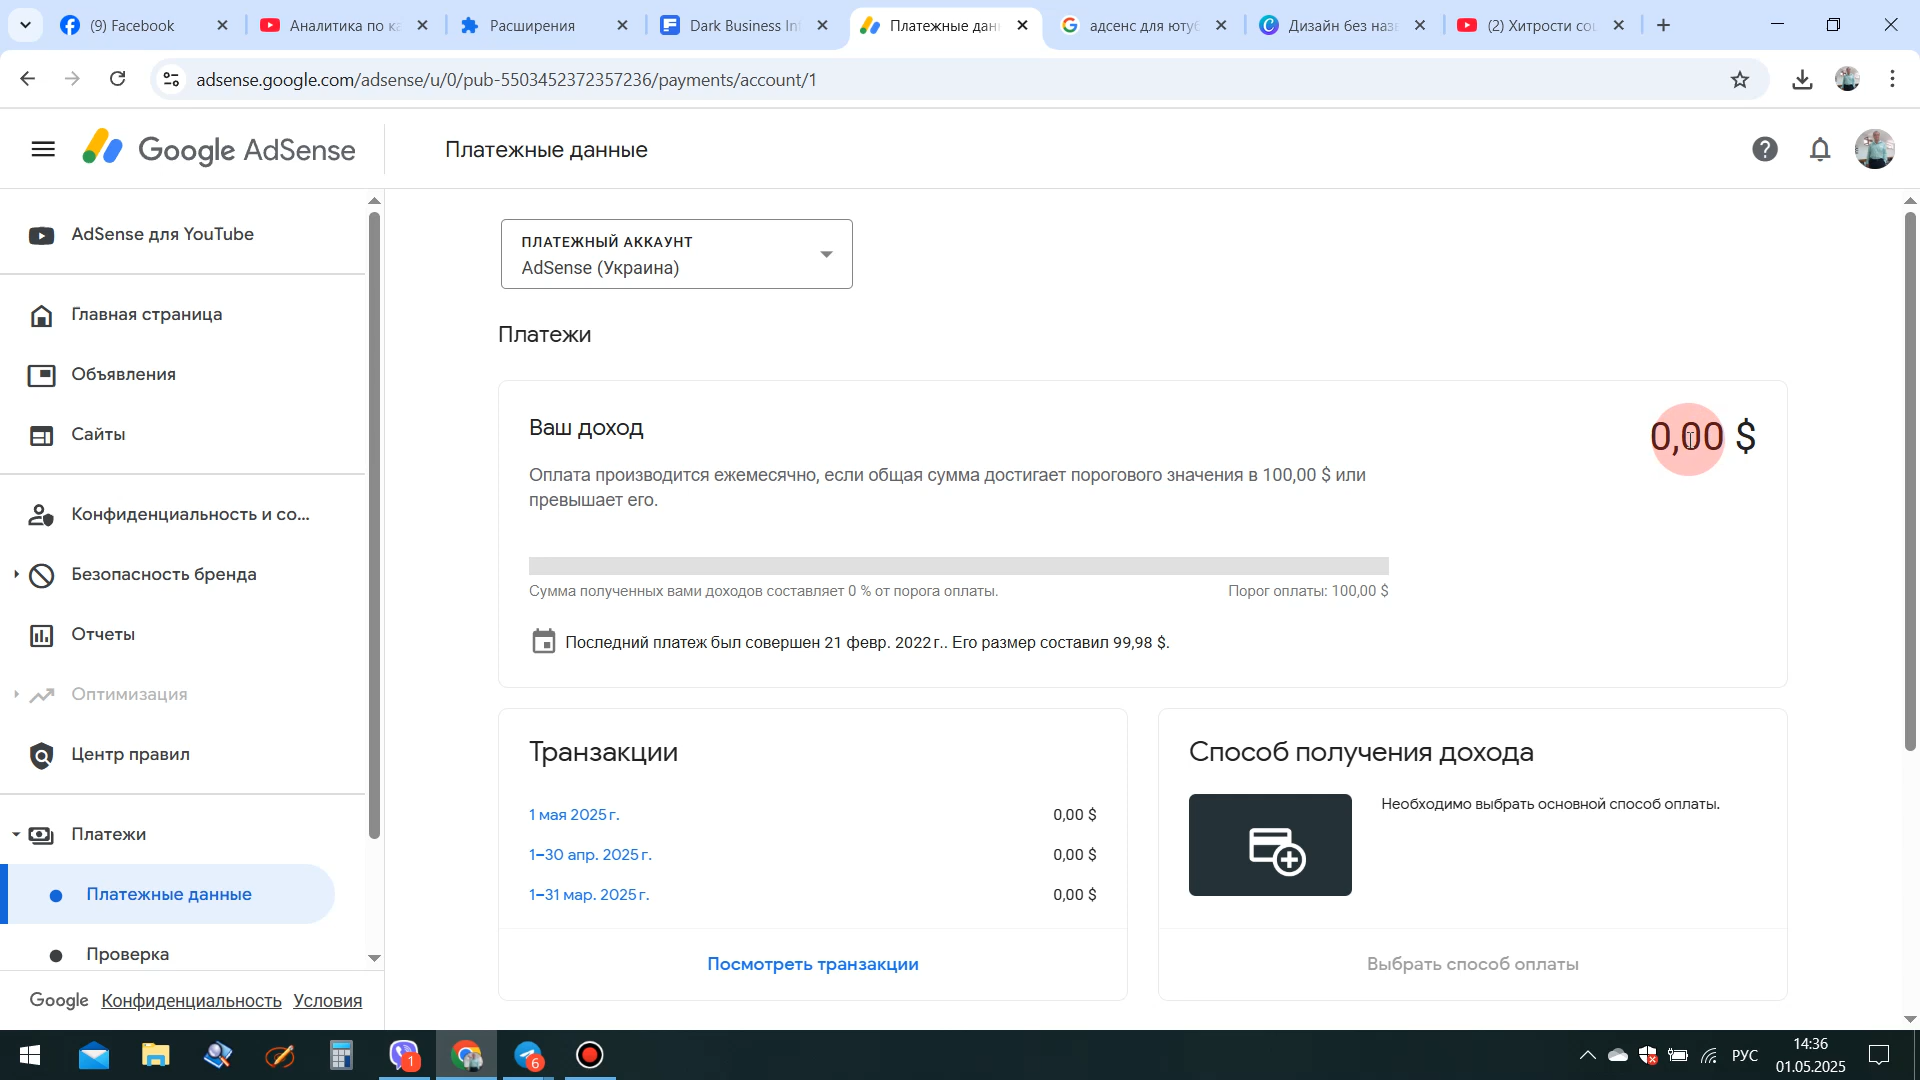 (9) Facebook
Аналитика по ка
Расширения
Dark Business Inf
Платежные дан
адсенс для ютуб
Дизайн без назв
(2) Хитрости соц
adsense.google.com/adsense/u/0/pub-5503452372357236/payments/account/1
Google AdSense
Платежные данные
AdSense для YouTube
Главная страница
Объявления
Сайты
Конфиденциальность и со...
Безопасность бренда
Отчеты
Оптимизация
Центр правил
Платежи
Платежные данные
Проверка
Google Конфиденциальность Условия
ПЛАТЕЖНЫЙ АККАУНТ
AdSense (Украина)
Платежи
Ваш доход
0,00 $
Оплата производится ежемесячно, если общая сумма достигает порогового значения в 100,00 $ или
превышает его.
Сумма полученных вами доходов составляет 0 % от порога оплаты.
Порог оплаты: 100,00 $
Последний платеж был совершен 21 февр. 2022 г.. Его размер составил 99,98 $.
Транзакции
1 мая 2025 г. 0,00 $
1–30 апр. 2025 г. 0,00 $
1–31 мар. 2025 г. 0,00 $
Посмотреть транзакции
Способ получения дохода
Необходимо выбрать основной способ оплаты.
Выбрать способ оплаты
1
6
РУС
14:36
01.05.2025